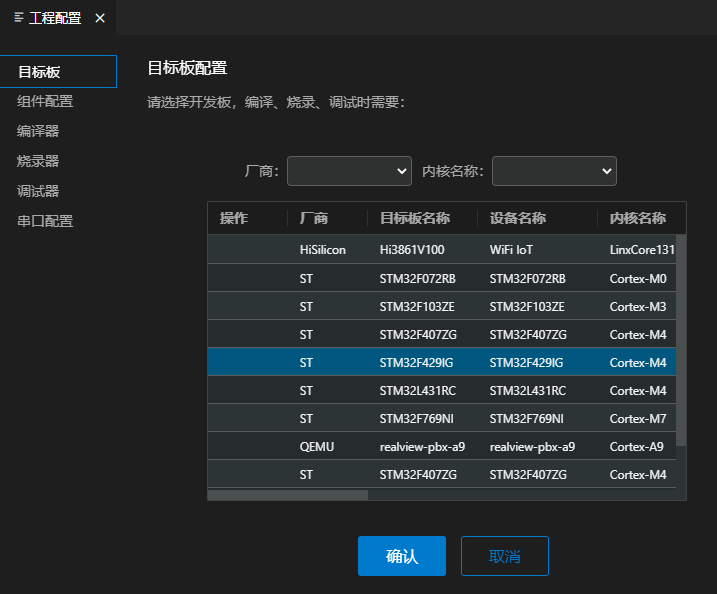 工程配置
目标板
组件配置
编译器
烧录器
调试器
串口配置
目标板配置
请选择开发板，编译、烧录、调试时需要：
厂商： 内核名称：
操作 厂商 目标板名称 设备名称 内核名称
HiSilicon Hi3861V100 WiFi IoT LinxCore131
ST STM32F072RB STM32F072RB Cortex-M0
ST STM32F103ZE STM32F103ZE Cortex-M3
ST STM32F407ZG STM32F407ZG Cortex-M4
ST STM32F429IG STM32F429IG Cortex-M4
ST STM32L431RC STM32L431RC Cortex-M4
ST STM32F769NI STM32F769NI Cortex-M7
QEMU realview-pbx-a9 realview-pbx-a9 Cortex-A9
ST STM32F407ZG STM32F407ZG Cortex-M4
确认 取消